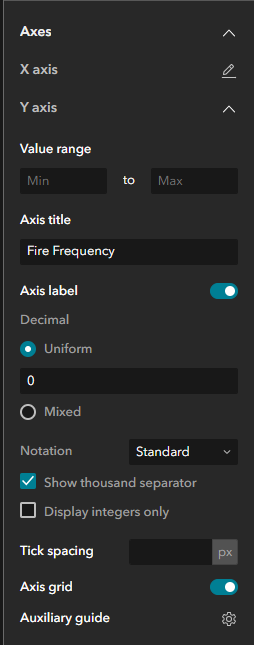 Axes
X axis
Y axis
Value range
Min to Max
Axis title
Fire Frequency
Axis label
Decimal
Uniform
0
Mixed
Notation Standard
Show thousand separator
Display integers only
Tick spacing px
Axis grid
Auxiliary guide